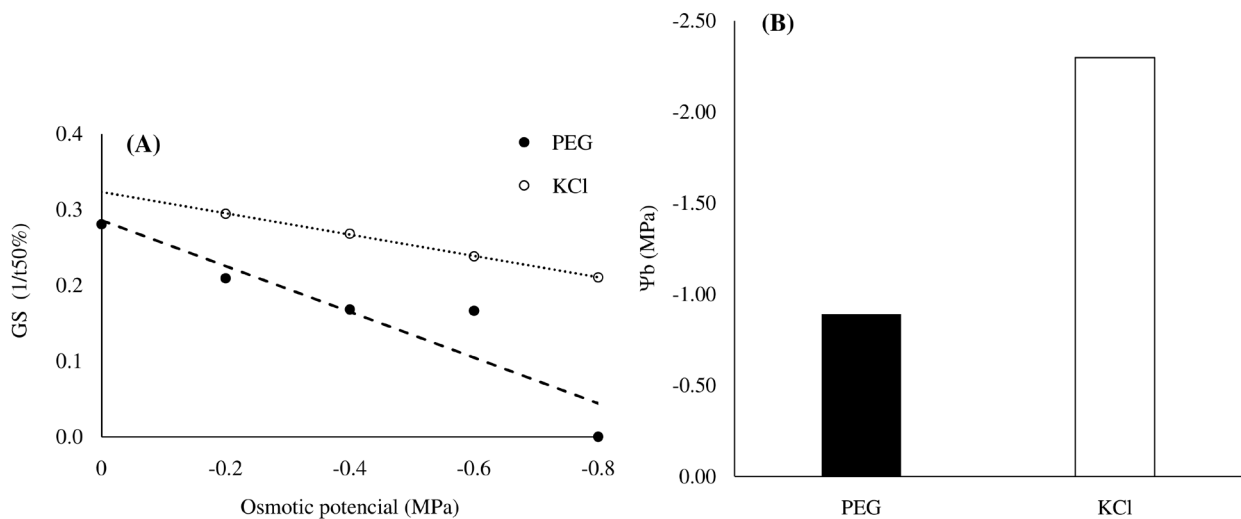 (A)
PEG
KCl
0.4
0.3
0.2
0.1
0.0
GS (1/t50%)
0 -0.2 -0.4 -0.6 -0.8
Osmotic potencial (MPa)
(B)
-2.50
-2.00
-1.50
-1.00
-0.50
0.00
Ψb (MPa)
PEG KCl